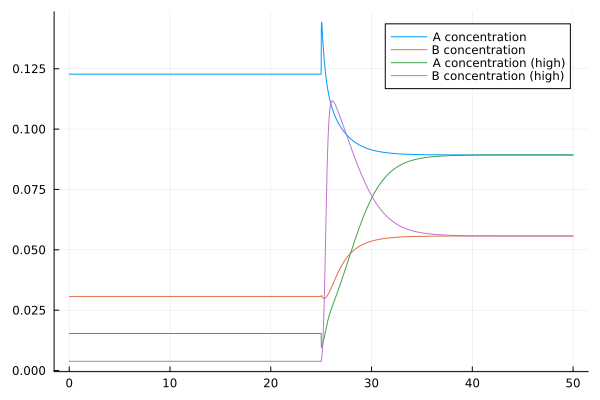 A concentration
B concentration
A concentration (high)
B concentration (high)
0.125
0.100
0.075
0.050
0.025
0.000
0 10 20 30 40 50